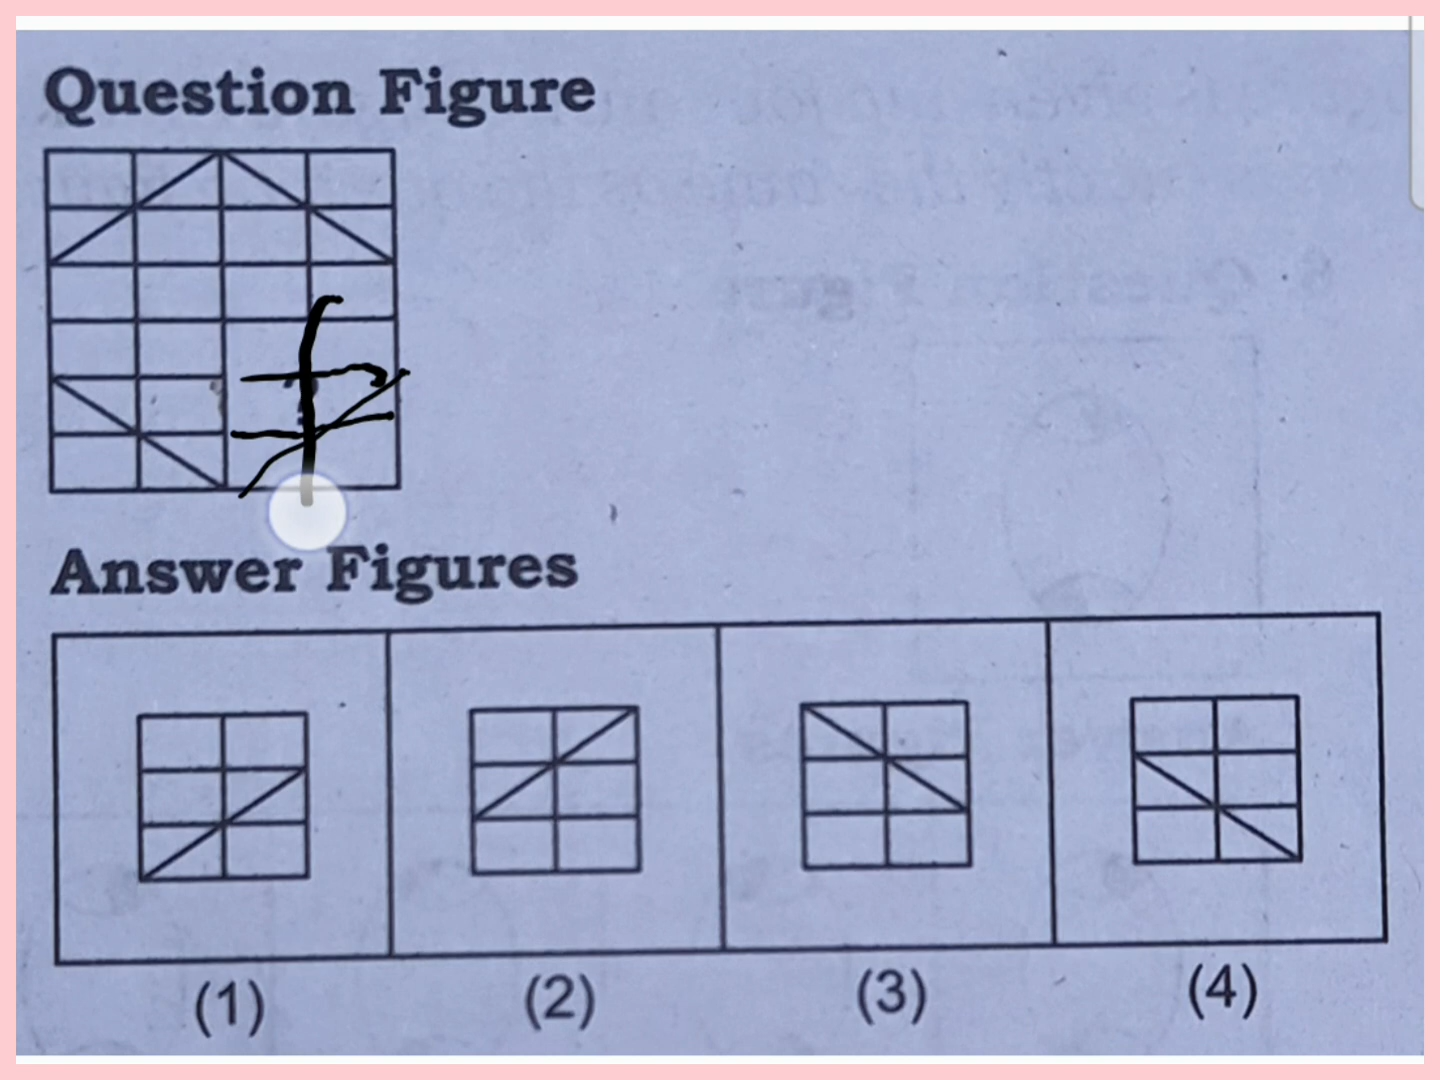 Question Figure
?
Answer Figures
(1) (2) (3) (4)